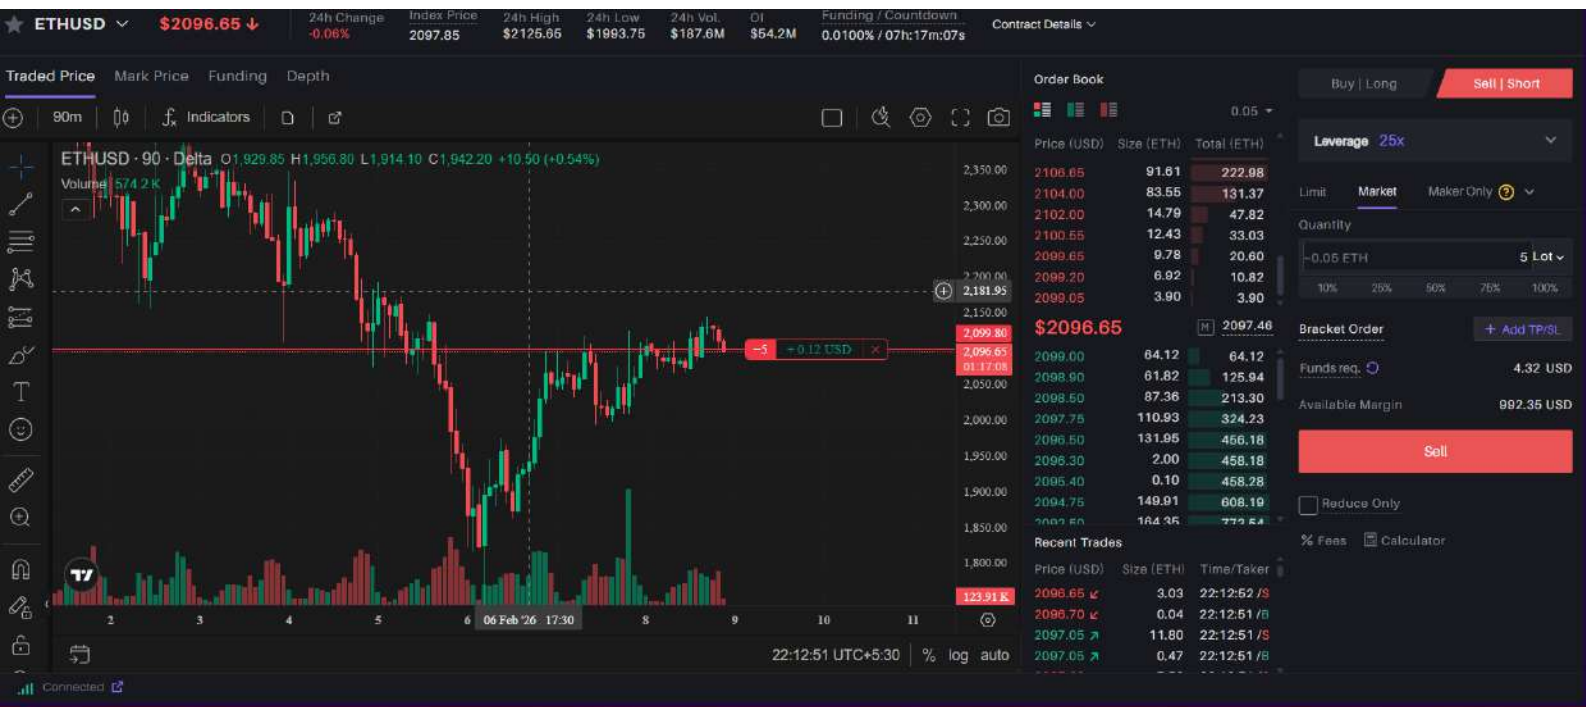 ETHUSD $2096.65 24h Change Index Price 24h High 24h Low 24h Vol. OI Funding / Countdown Contract Details
-0.06% 2097.85 $2125.65 $1993.75 $187.6M $54.2M 0.0100% / 07h:17m:07s
Traded Price Mark Price Funding Depth
90m Indicators
ETHUSD · 90 · Delta O1,929.85 H1,956.80 L1,914.10 C1,942.20 +10.50 (+0.54%)
Volume 574.2 K
2,350.00
2,300.00
2,250.00
2,200.00
2,181.95
2,150.00
2,099.80
−5 +0.12 USD ×
2,096.65
01:17:08
2,050.00
2,000.00
1,950.00
1,900.00
1,850.00
1,800.00
123.91 K
2 3 4 5 6 06 Feb '26 17:30 8 9 10 11
22:12:51 UTC+5:30 % log auto
Connected
Order Book
0.05
Price (USD) Size (ETH) Total (ETH)
2106.65 91.61 222.98
2104.00 83.55 131.37
2102.00 14.79 47.82
2100.55 12.43 33.03
2099.65 9.78 20.60
2099.20 6.92 10.82
2099.05 3.90 3.90
$2096.65 M 2097.46
2099.00 64.12 64.12
2098.90 61.82 125.94
2098.50 87.36 213.30
2097.75 110.93 324.23
2096.50 131.95 456.18
2096.30 2.00 458.18
2095.40 0.10 458.28
2094.75 149.91 608.19
2092.50 164.35 772.54
Recent Trades
Price (USD) Size (ETH) Time/Taker
2096.65 3.03 22:12:52 /S
2096.70 0.04 22:12:51 /B
2097.05 11.80 22:12:51 /S
2097.05 0.47 22:12:51 /B
Buy | Long Sell | Short
Leverage 25x
Limit Market Maker Only ?
Quantity
~0.05 ETH 5 Lot
10% 25% 50% 75% 100%
Bracket Order + Add TP/SL
Funds req. 4.32 USD
Available Margin 992.35 USD
Sell
Reduce Only
% Fees Calculator